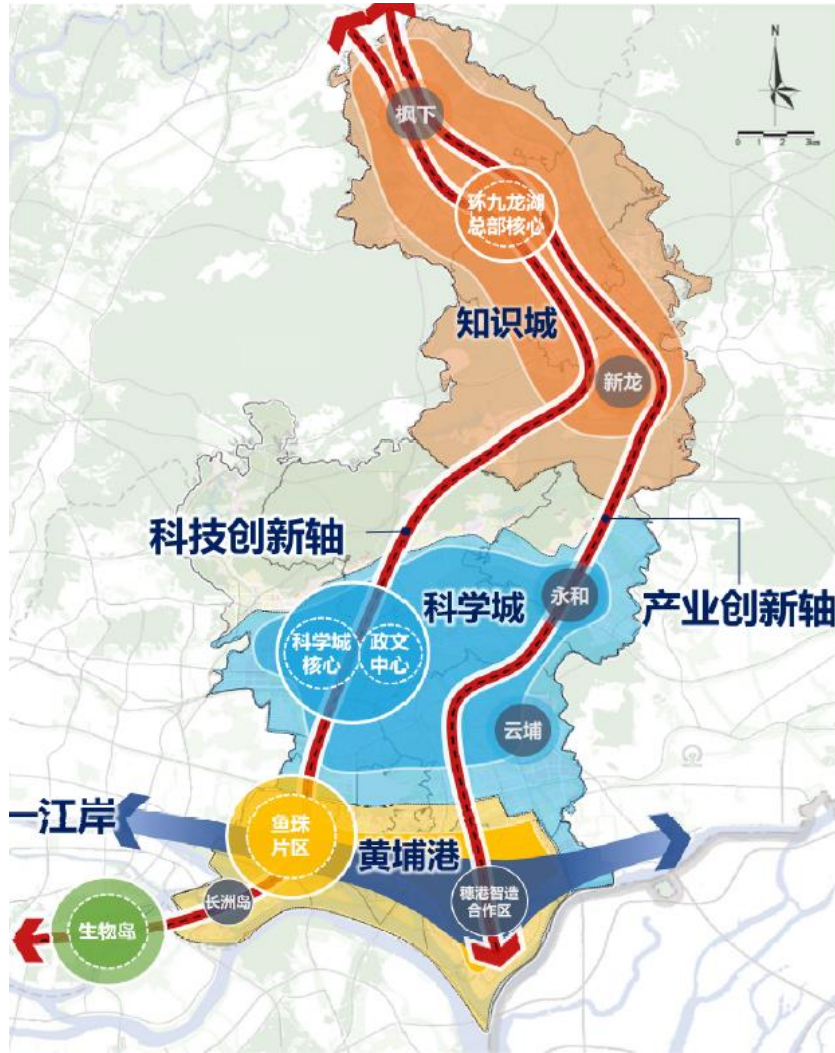 N
0 1 2 3km
枫下
环九龙湖
总部核心
知识城
新龙
科技创新轴
科学城
永和
产业创新轴
科学城
核心
政文
中心
云埔
一江岸
鱼珠
片区
黄埔港
长洲岛
穗港智造
合作区
生物岛